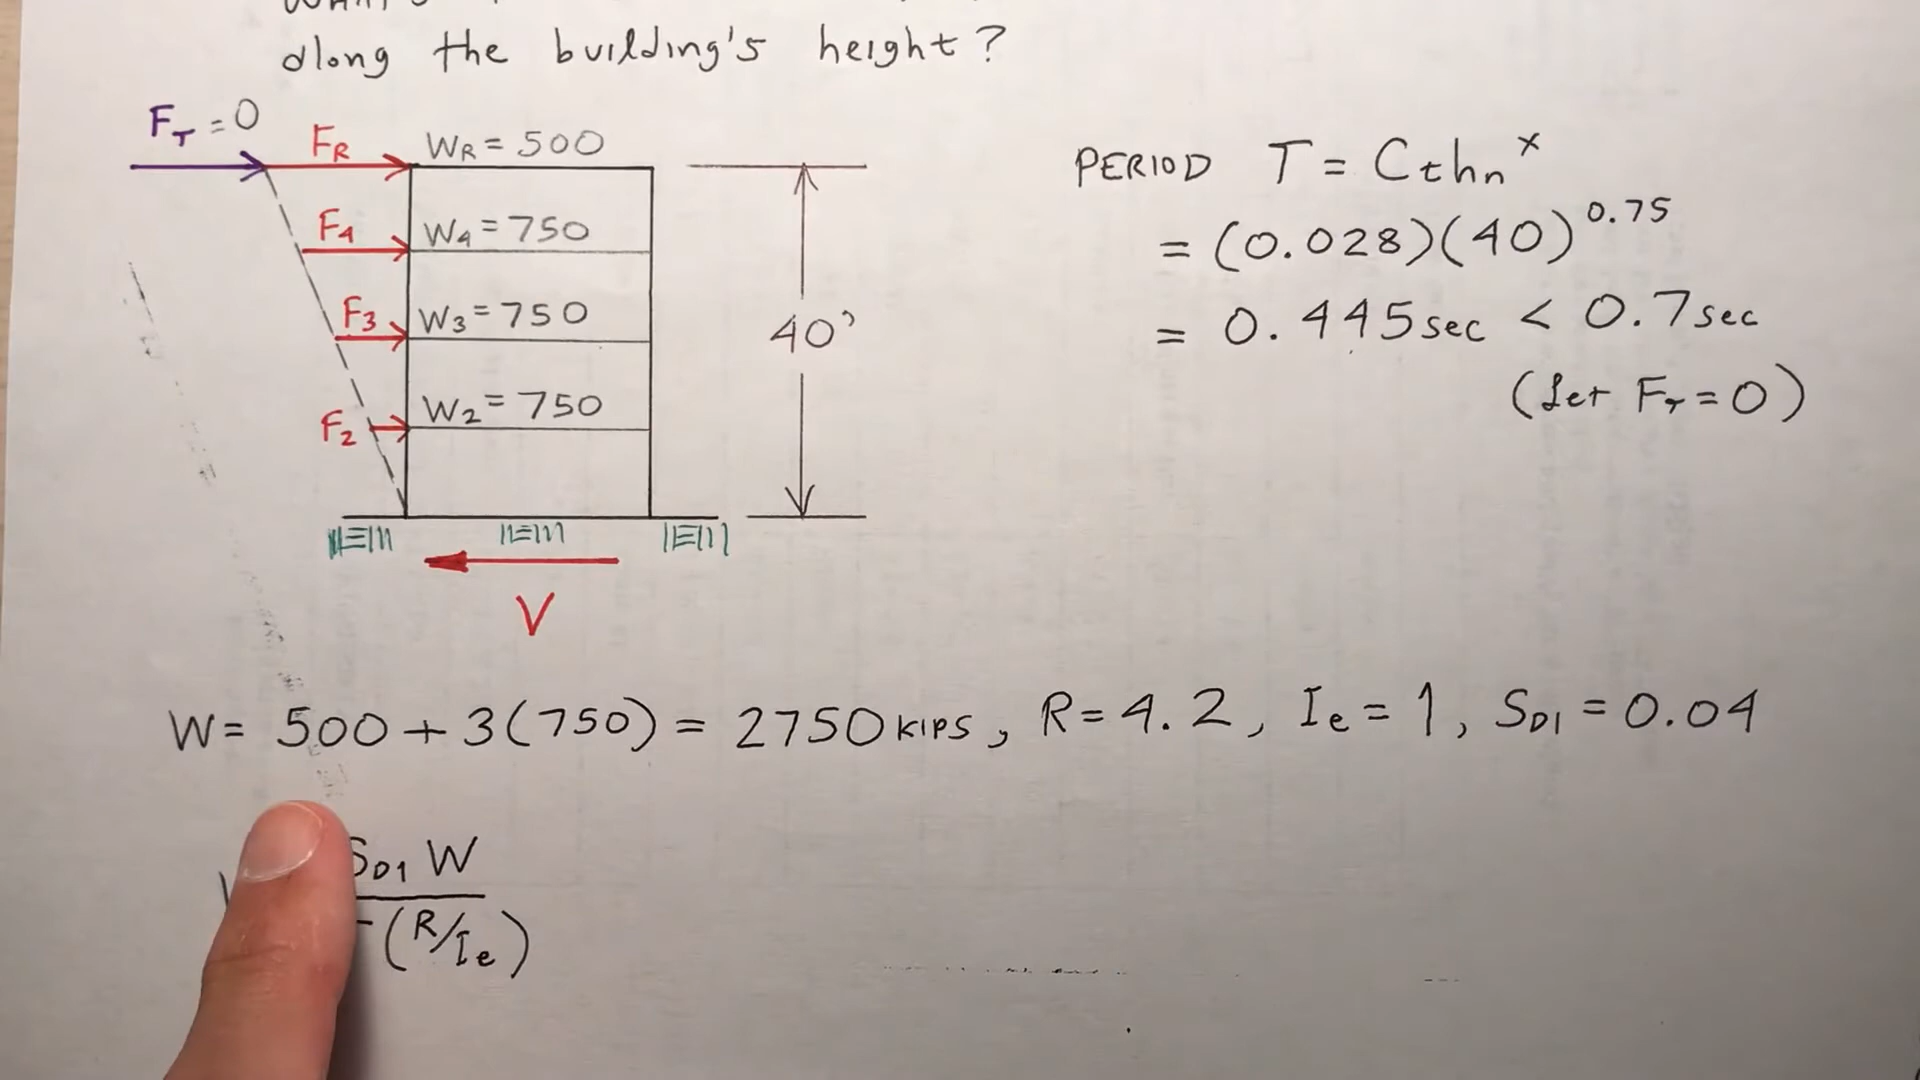 along the building's height?
F_T = 0
F_R
W_R = 500
F_4
W_4 = 750
F_3
W_3 = 750
F_2
W_2 = 750
40'
V
PERIOD T = C_t h_n^x
= (0.028)(40)^0.75
= 0.445 sec < 0.7 sec
(Let F_T = 0)
W = 500 + 3(750) = 2750 KIPS, R = 4.2, I_e = 1, S_D1 = 0.04
S_D1 W
(R/I_e)